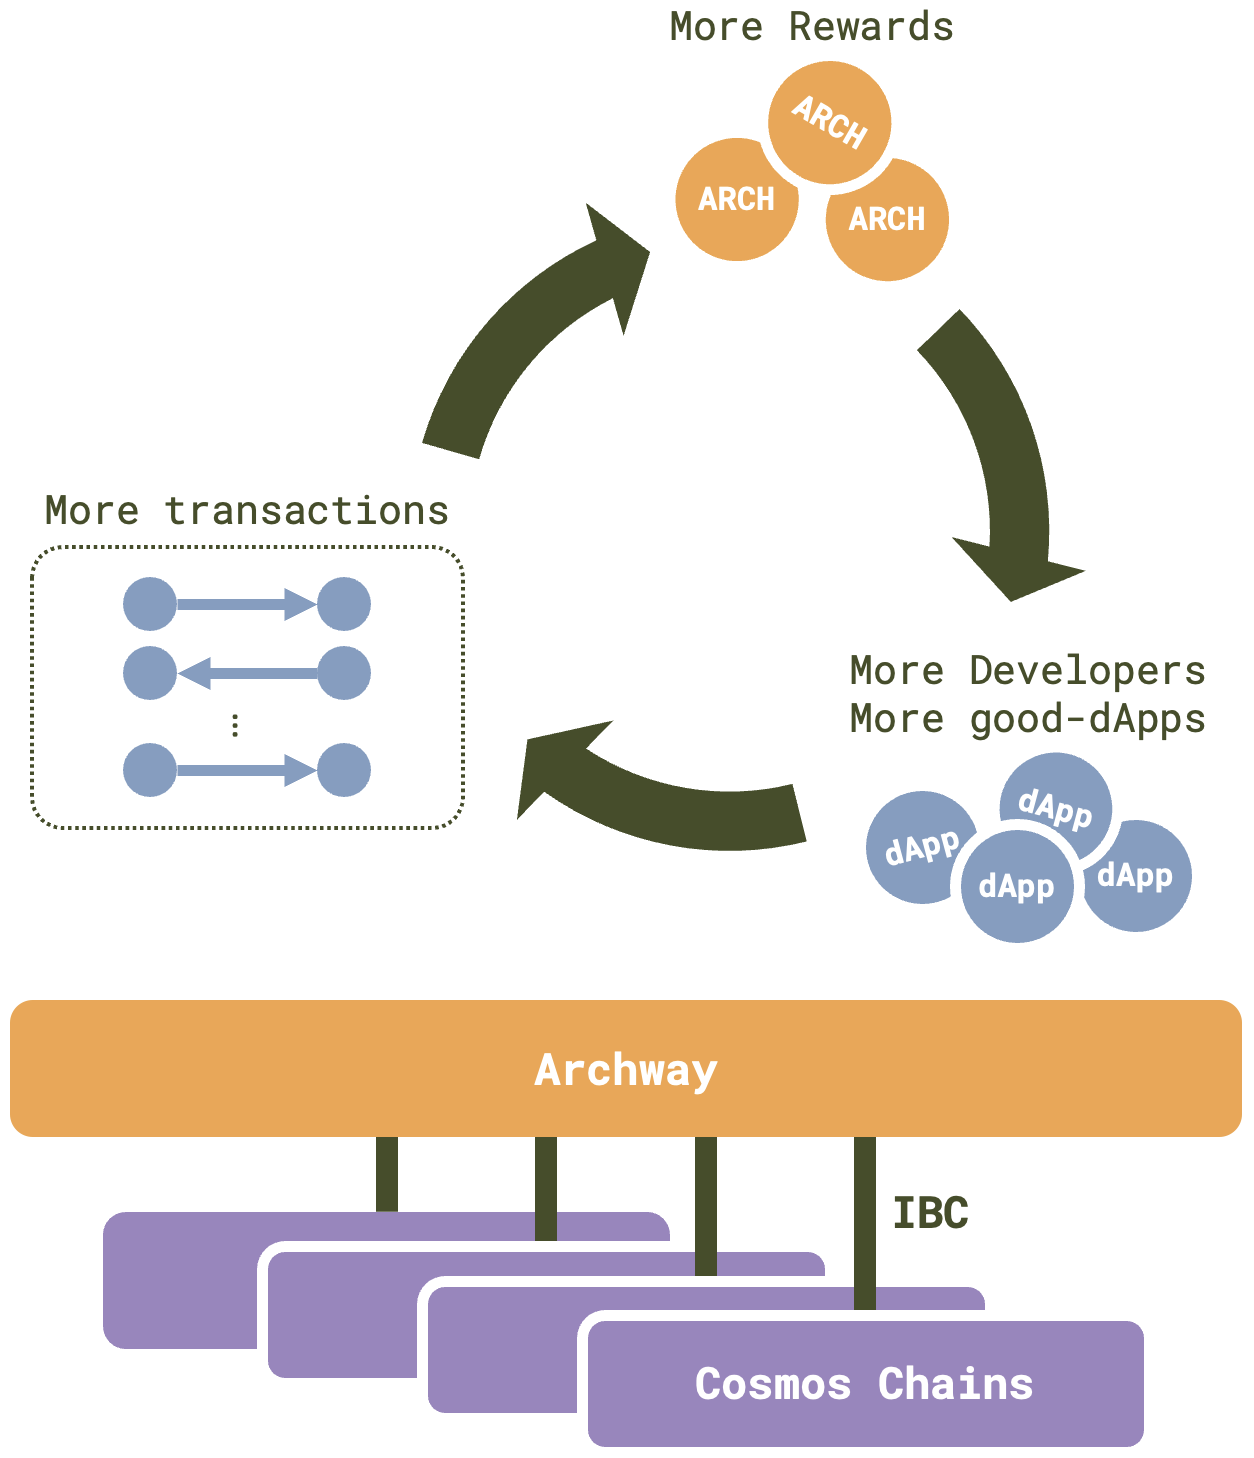 More Rewards
ARCH
ARCH
ARCH
More transactions
More Developers
More good-dApps
dApp
dApp
dApp
dApp
Archway
IBC
Cosmos Chains